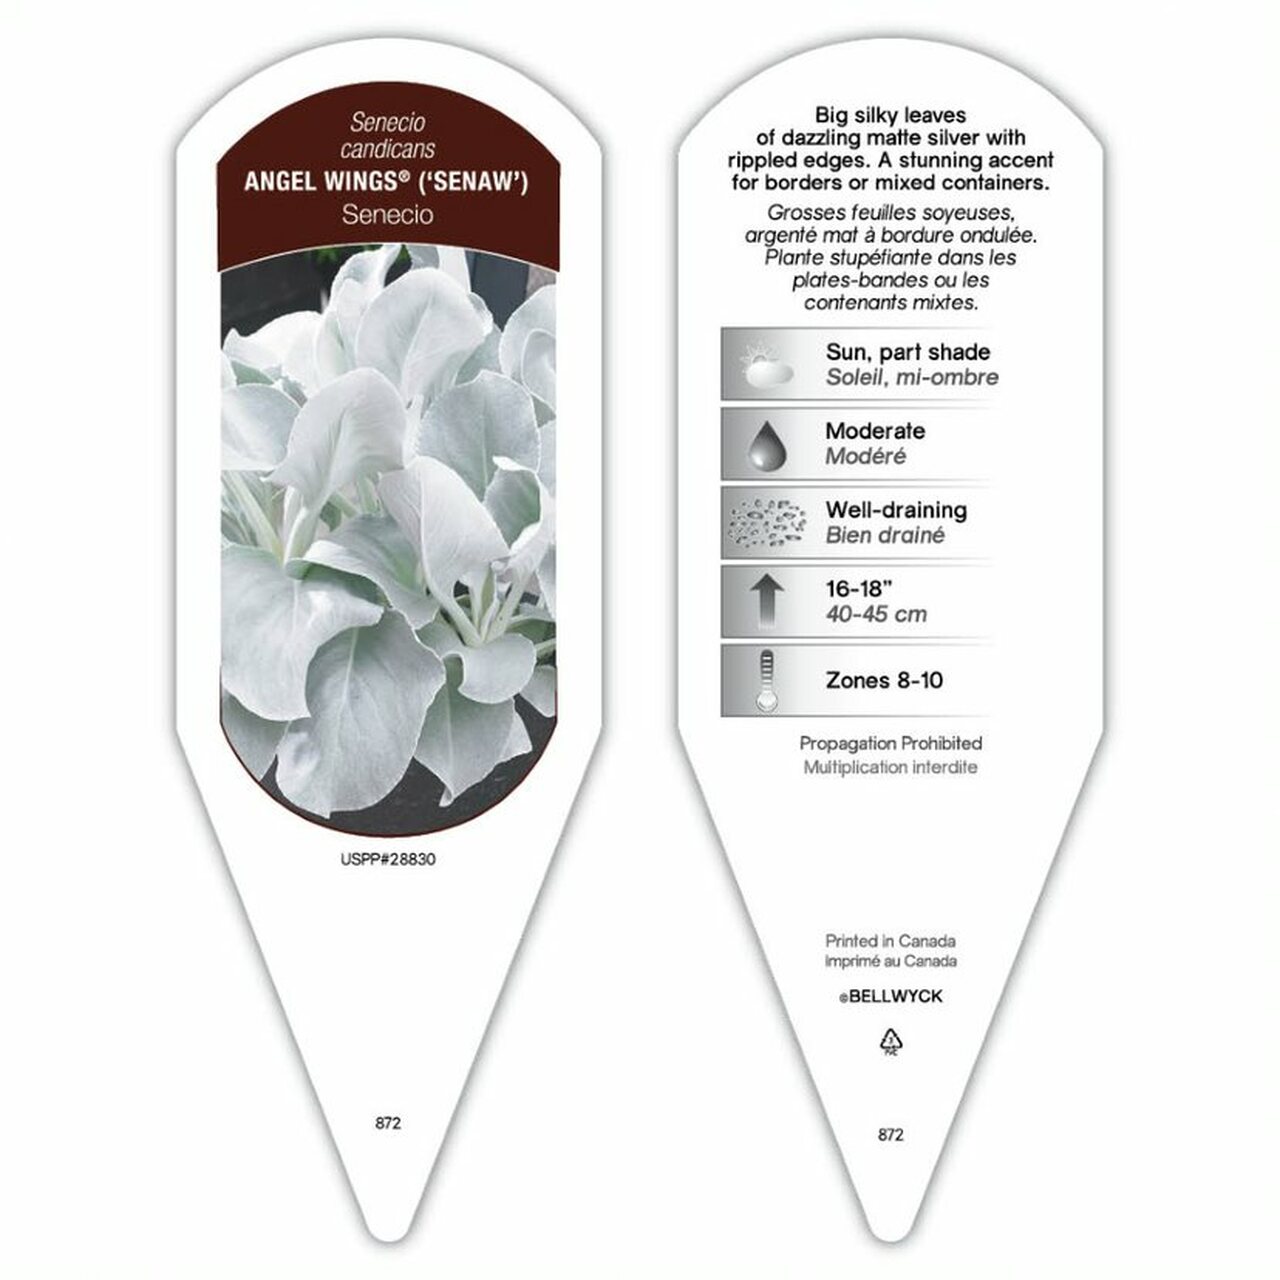 Senecio
candicans
ANGEL WINGS® (‘SENAW’)
Senecio
USPP#28830
872
Big silky leaves
of dazzling matte silver with
rippled edges. A stunning accent
for borders or mixed containers.
Grosses feuilles soyeuses,
argenté mat à bordure ondulée.
Plante stupéfiante dans les
plates-bandes ou les
contenants mixtes.
Sun, part shade
Soleil, mi-ombre
Moderate
Modéré
Well-draining
Bien drainé
16-18”
40-45 cm
Zones 8-10
Propagation Prohibited
Multiplication interdite
Printed in Canada
Imprimé au Canada
©BELLWYCK
3
PVC
872